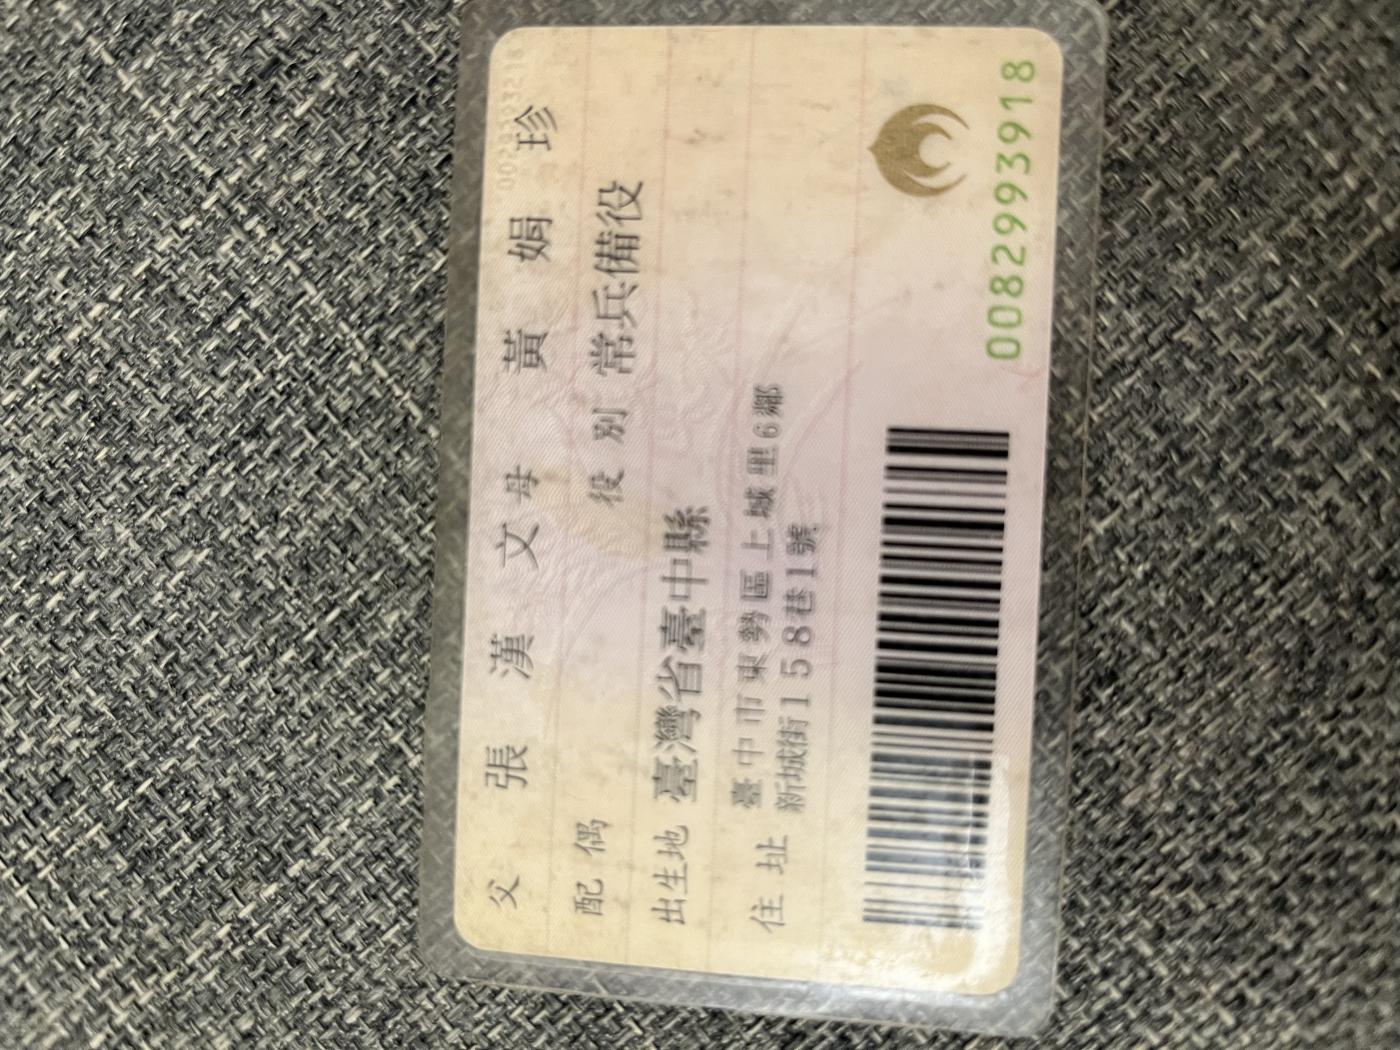 父 張漢文 母 黃娟珍
配偶 役別 常兵備役
出生地 臺灣省臺中縣
住址 臺中市東勢區上城里6鄰
新城街158巷1號
0082993918